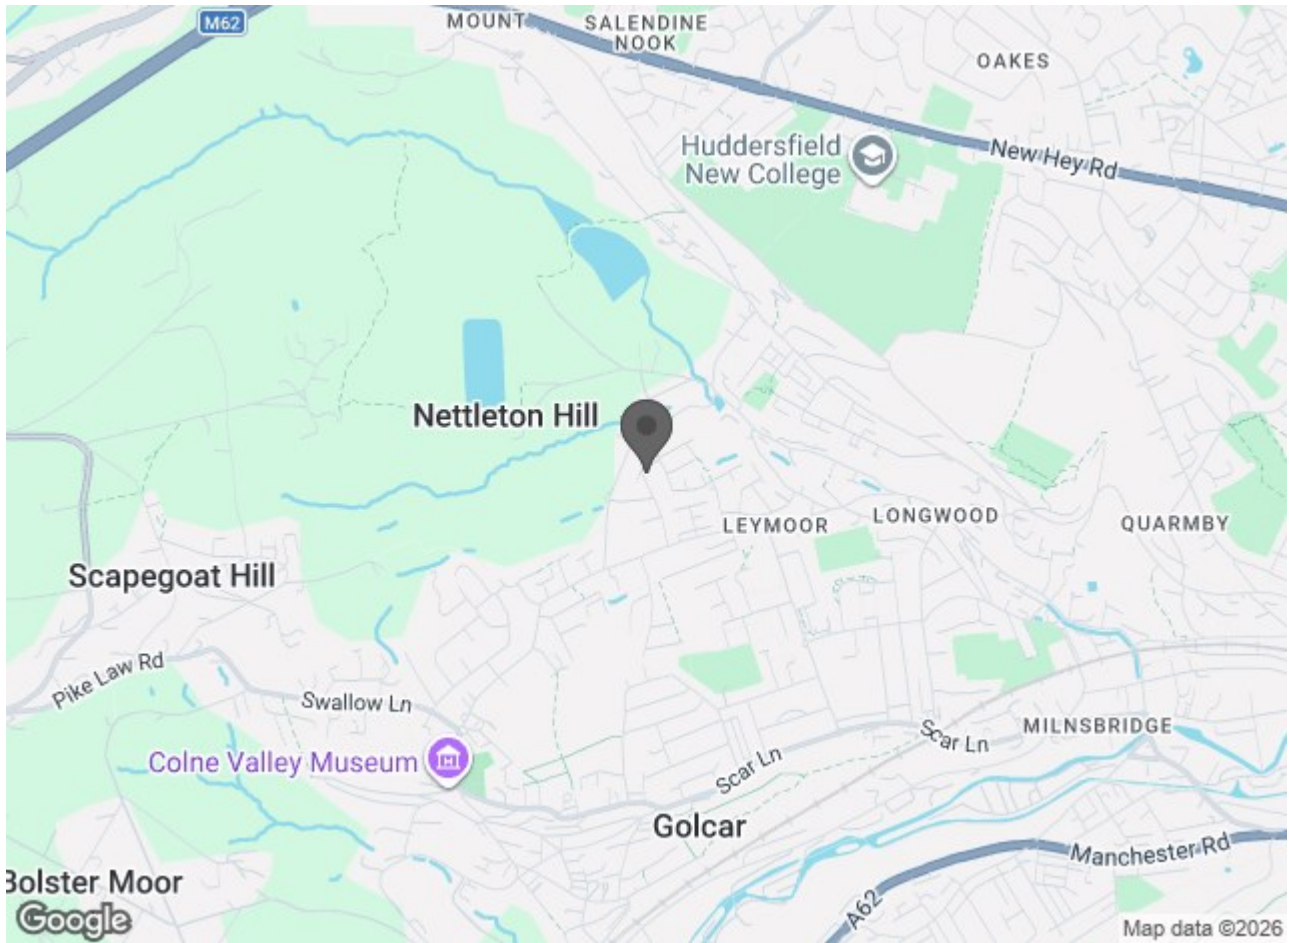 M62
MOUNT
SALENDINE
NOOK
OAKES
Huddersfield
New College
New Hey Rd
Nettleton Hill
LEYMOOR
LONGWOOD
QUARMBY
Scapegoat Hill
Pike Law Rd
Swallow Ln
Colne Valley Museum
Scar Ln
Scar Ln
MILNSBRIDGE
Golcar
Manchester Rd
A62
Bolster Moor
Google
Map data ©2026